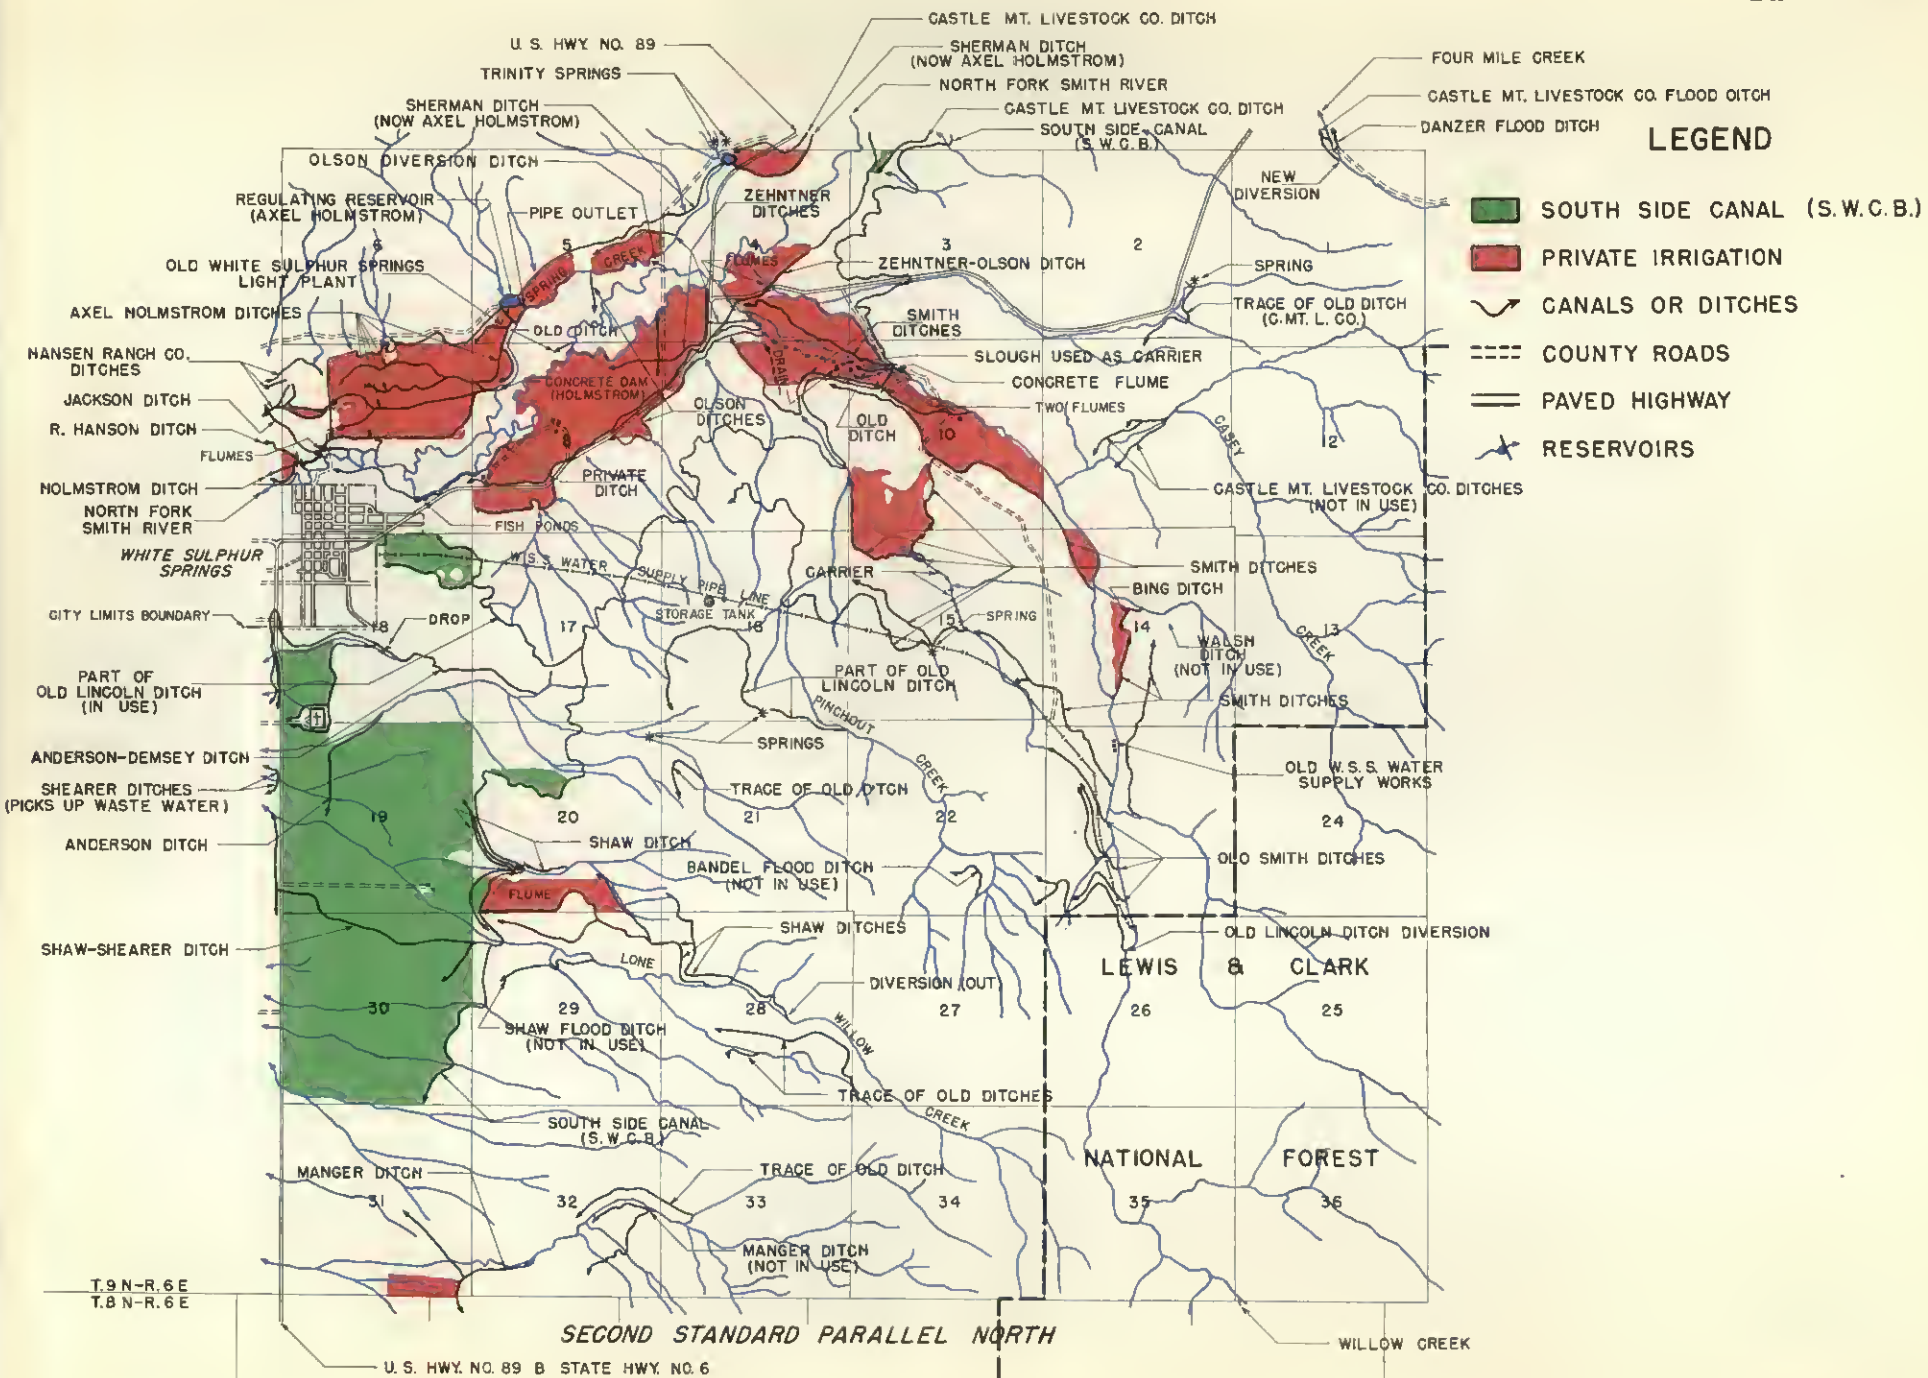 CASTLE MT. LIVESTOCK CO. DITCH
U. S. HWY. NO. 89
SHERMAN DITCH
(NOW AXEL HOLMSTROM)
FOUR MILE CREEK
TRINITY SPRINGS
NORTH FORK SMITH RIVER
CASTLE MT. LIVESTOCK CO. FLOOD DITCH
SHERMAN DITCH
(NOW AXEL HOLMSTROM)
CASTLE MT. LIVESTOCK CO. DITCH
SOUTH SIDE CANAL
(S.W.C.B.)
DANZER FLOOD DITCH
LEGEND
OLSON DIVERSION DITCH
NEW
DIVERSION
REGULATING RESERVOIR
(AXEL HOLMSTROM)
PIPE OUTLET
ZEHNTNER
DITCHES
SOUTH SIDE CANAL (S.W.C.B.)
6
5
4
3
2
1
SPRING
CREEK
FLUMES
PRIVATE IRRIGATION
OLD WHITE SULPHUR SPRINGS
LIGHT PLANT
ZEHNTNER-OLSON DITCH
SPRING
CANALS OR DITCHES
AXEL HOLMSTROM DITCHES
OLD DITCH
SMITH
DITCHES
TRACE OF OLD DITCH
(C.MT. L. CO.)
COUNTY ROADS
HANSEN RANCH CO.
DITCHES
DRAIN
SLOUGH USED AS CARRIER
CONCRETE DAM
(HOLMSTROM)
CONCRETE FLUME
JACKSON DITCH
OLSON
DITCHES
TWO FLUMES
PAVED HIGHWAY
R. HANSON DITCH
OLD
DITCH
10
CASEY
12
RESERVOIRS
FLUMES
HOLMSTROM DITCH
PRIVATE
DITCH
CASTLE MT. LIVESTOCK CO. DITCHES
(NOT IN USE)
NORTH FORK
SMITH RIVER
FISH PONDS
WHITE SULPHUR
SPRINGS
W.S.S. WATER SUPPLY PIPE LINE
CARRIER
SMITH DITCHES
BING DITCH
CITY LIMITS BOUNDARY
DROP
STORAGE TANK
SPRING
18
17
16
15
14
13
CREEK
WALSH
DITCH
(NOT IN USE)
PART OF
OLD LINCOLN DITCH
(IN USE)
PART OF OLD
LINCOLN DITCH
SMITH DITCHES
PINCHOUT
CREEK
ANDERSON-DEMSEY DITCH
SPRINGS
OLD W.S.S. WATER
SUPPLY WORKS
SHEARER DITCHES
(PICKS UP WASTE WATER)
TRACE OF OLD DITCH
19
20
21
22
24
ANDERSON DITCH
SHAW DITCH
BANDEL FLOOD DITCH
(NOT IN USE)
OLD SMITH DITCHES
FLUME
SHAW-SHEARER DITCH
SHAW DITCHES
OLD LINCOLN DITCH DIVERSION
LONE
LEWIS & CLARK
DIVERSION (OUT)
30
29
28
27
26
25
SHAW FLOOD DITCH
(NOT IN USE)
WILLOW
TRACE OF OLD DITCHES
CREEK
SOUTH SIDE CANAL
(S.W.C.B.)
NATIONAL FOREST
MANGER DITCH
TRACE OF OLD DITCH
31
32
33
34
35
36
MANGER DITCH
(NOT IN USE)
T.9 N-R.6 E
T.8 N-R.6 E
SECOND STANDARD PARALLEL NORTH
WILLOW CREEK
U. S. HWY. NO. 89 B STATE HWY. NO. 6